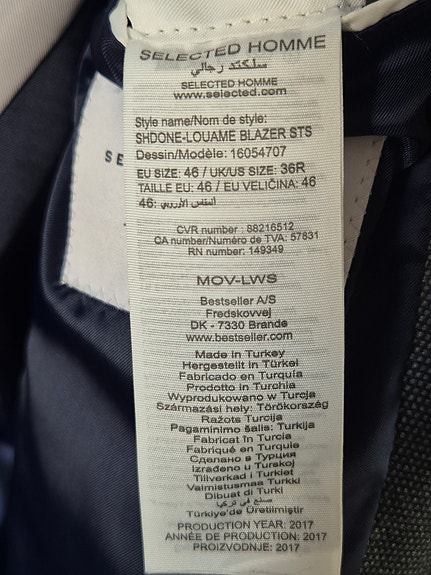 SELECTED HOMME
سلكتد رجالي
SELECTED HOMME
www.selected.com
Style name/Nom de style:
SHDONE-LOUAME BLAZER STS
Dessin/Modèle: 16054707
EU SIZE: 46 / UK/US SIZE: 36R
TAILLE EU: 46 / EU VELIČINA: 46
46: المقاس الأوروبي
CVR number : 88216512
CA number/Numéro de TVA: 57831
RN number: 149349
MOV-LWS
Bestseller A/S
Fredskovvej
DK - 7330 Brande
www.bestseller.com
Made in Turkey
Hergestellt in Türkei
Fabricado en Turquía
Prodotto in Turchia
Wyprodukowano w Turcja
Származási hely: Törökország
Ražots Turcija
Pagaminimo šalis: Turkija
Fabricat în Turcia
Fabriqué en Turquie
Сделано в Турция
Izrađeno u Turskoj
Tillverkad i Turkiet
Valmistusmaa Turkki
Dibuat di Turki
صنع في تركيا
Türkiye'de Üretilmiştir
PRODUCTION YEAR: 2017
ANNÉE DE PRODUCTION: 2017
PROIZVODNJE: 2017